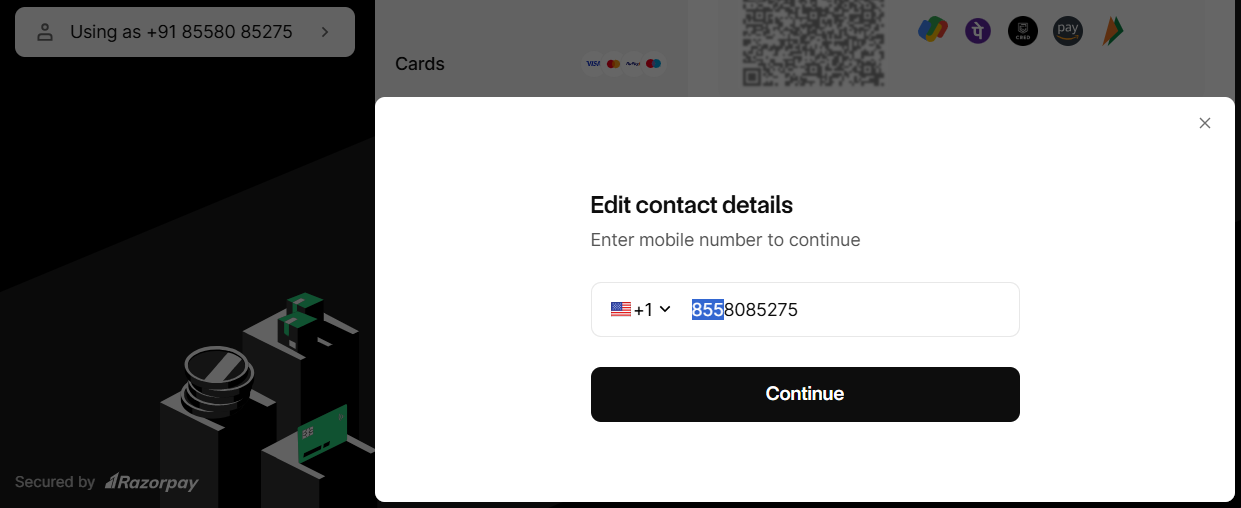 Using as +91 85580 85275
Cards
VISA
CRED
pay
Edit contact details
Enter mobile number to continue
+1 8558085275
Continue
Secured by Razorpay